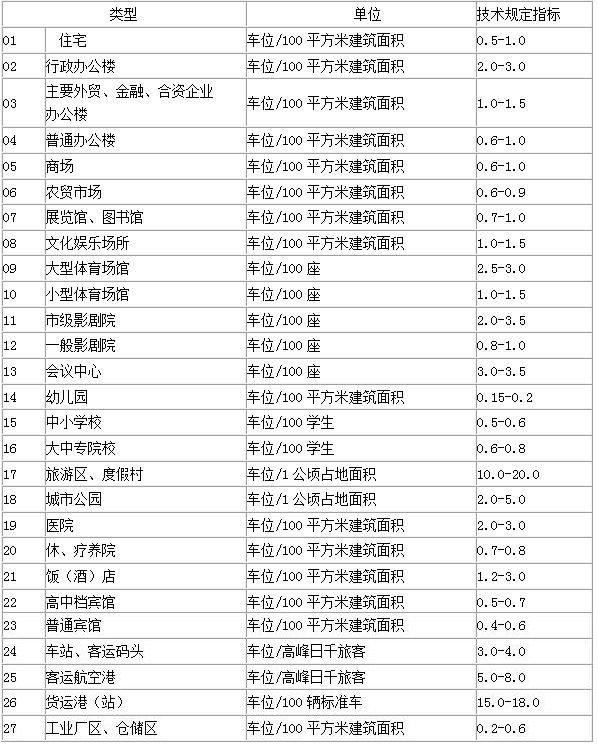 类型 单位 技术规定指标
01 住宅 车位/100 平方米建筑面积 0.5-1.0
02 行政办公楼 车位/100 平方米建筑面积 2.0-3.0
03 主要外贸、金融、合资企业
办公楼 车位/100 平方米建筑面积 1.0-1.5
04 普通办公楼 车位/100 平方米建筑面积 0.6-1.0
05 商场 车位/100 平方米建筑面积 0.6-1.0
06 农贸市场 车位/100 平方米建筑面积 0.6-0.9
07 展览馆、图书馆 车位/100 平方米建筑面积 0.7-1.0
08 文化娱乐场所 车位/100 平方米建筑面积 1.0-1.5
09 大型体育场馆 车位/100 座 2.5-3.0
10 小型体育场馆 车位/100 座 1.0-1.5
11 市级影剧院 车位/100 座 2.0-3.5
12 一般影剧院 车位/100 座 0.8-1.0
13 会议中心 车位/100 座 3.0-3.5
14 幼儿园 车位/100 平方米建筑面积 0.15-0.2
15 中小学校 车位/100 学生 0.5-0.6
16 大中专院校 车位/100 学生 0.6-0.8
17 旅游区、度假村 车位/1 公顷占地面积 10.0-20.0
18 城市公园 车位/1 公顷占地面积 2.0-5.0
19 医院 车位/100 平方米建筑面积 2.0-3.0
20 休、疗养院 车位/100 平方米建筑面积 0.7-0.8
21 饭（酒）店 车位/100 平方米建筑面积 1.2-3.0
22 高中档宾馆 车位/100 平方米建筑面积 0.5-0.7
23 普通宾馆 车位/100 平方米建筑面积 0.4-0.6
24 车站、客运码头 车位/高峰日千旅客 3.0-4.0
25 客运航空港 车位/高峰日千旅客 5.0-8.0
26 货运港（站） 车位/100 辆标准车 15.0-18.0
27 工业厂区、仓储区 车位/100 平方米建筑面积 0.2-0.6